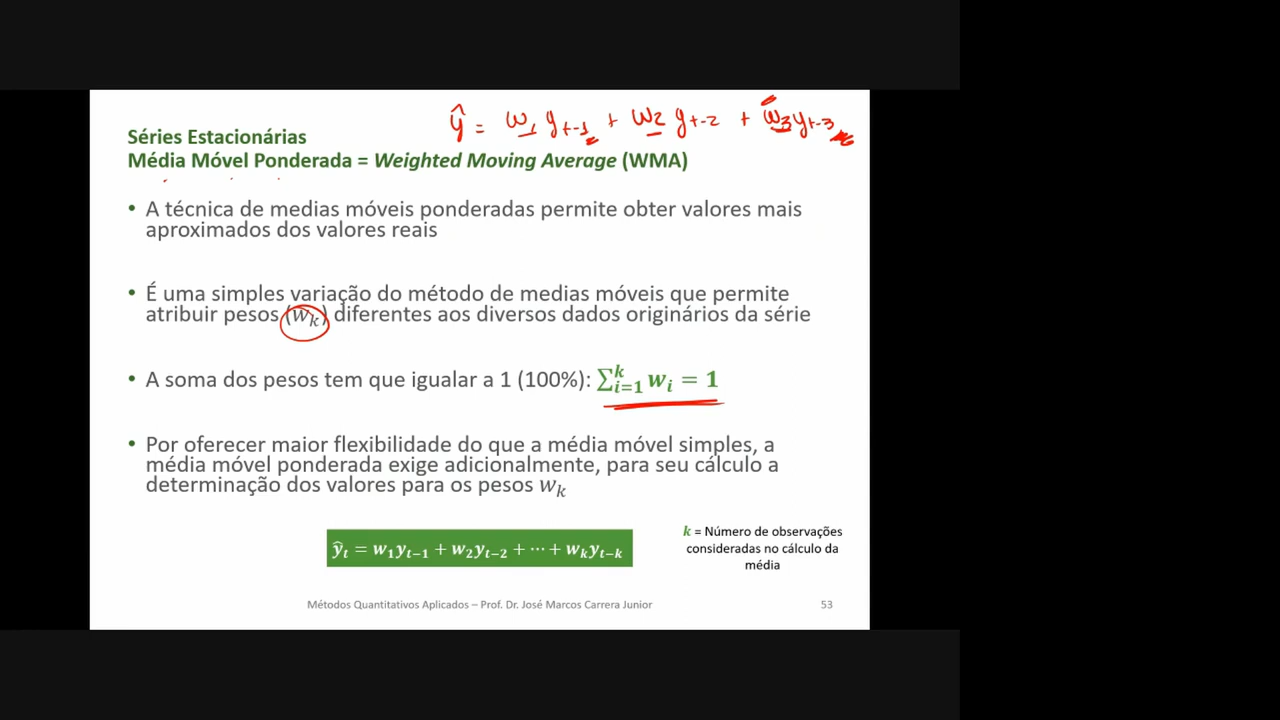 ŷ = w1 yt-1 + w2 yt-2 + w3 yt-3
Séries Estacionárias
Média Móvel Ponderada = Weighted Moving Average (WMA)
• A técnica de medias móveis ponderadas permite obter valores mais
aproximados dos valores reais
• É uma simples variação do método de medias móveis que permite
atribuir pesos (wk) diferentes aos diversos dados originários da série
• A soma dos pesos tem que igualar a 1 (100%): ∑ᵏᵢ₌₁ wᵢ = 1
• Por oferecer maior flexibilidade do que a média móvel simples, a
média móvel ponderada exige adicionalmente, para seu cálculo a
determinação dos valores para os pesos wk
ŷt = w1yt−1 + w2yt−2 + ⋯ + wkyt−k
k = Número de observações
consideradas no cálculo da
média
Métodos Quantitativos Aplicados – Prof. Dr. José Marcos Carrera Junior
53